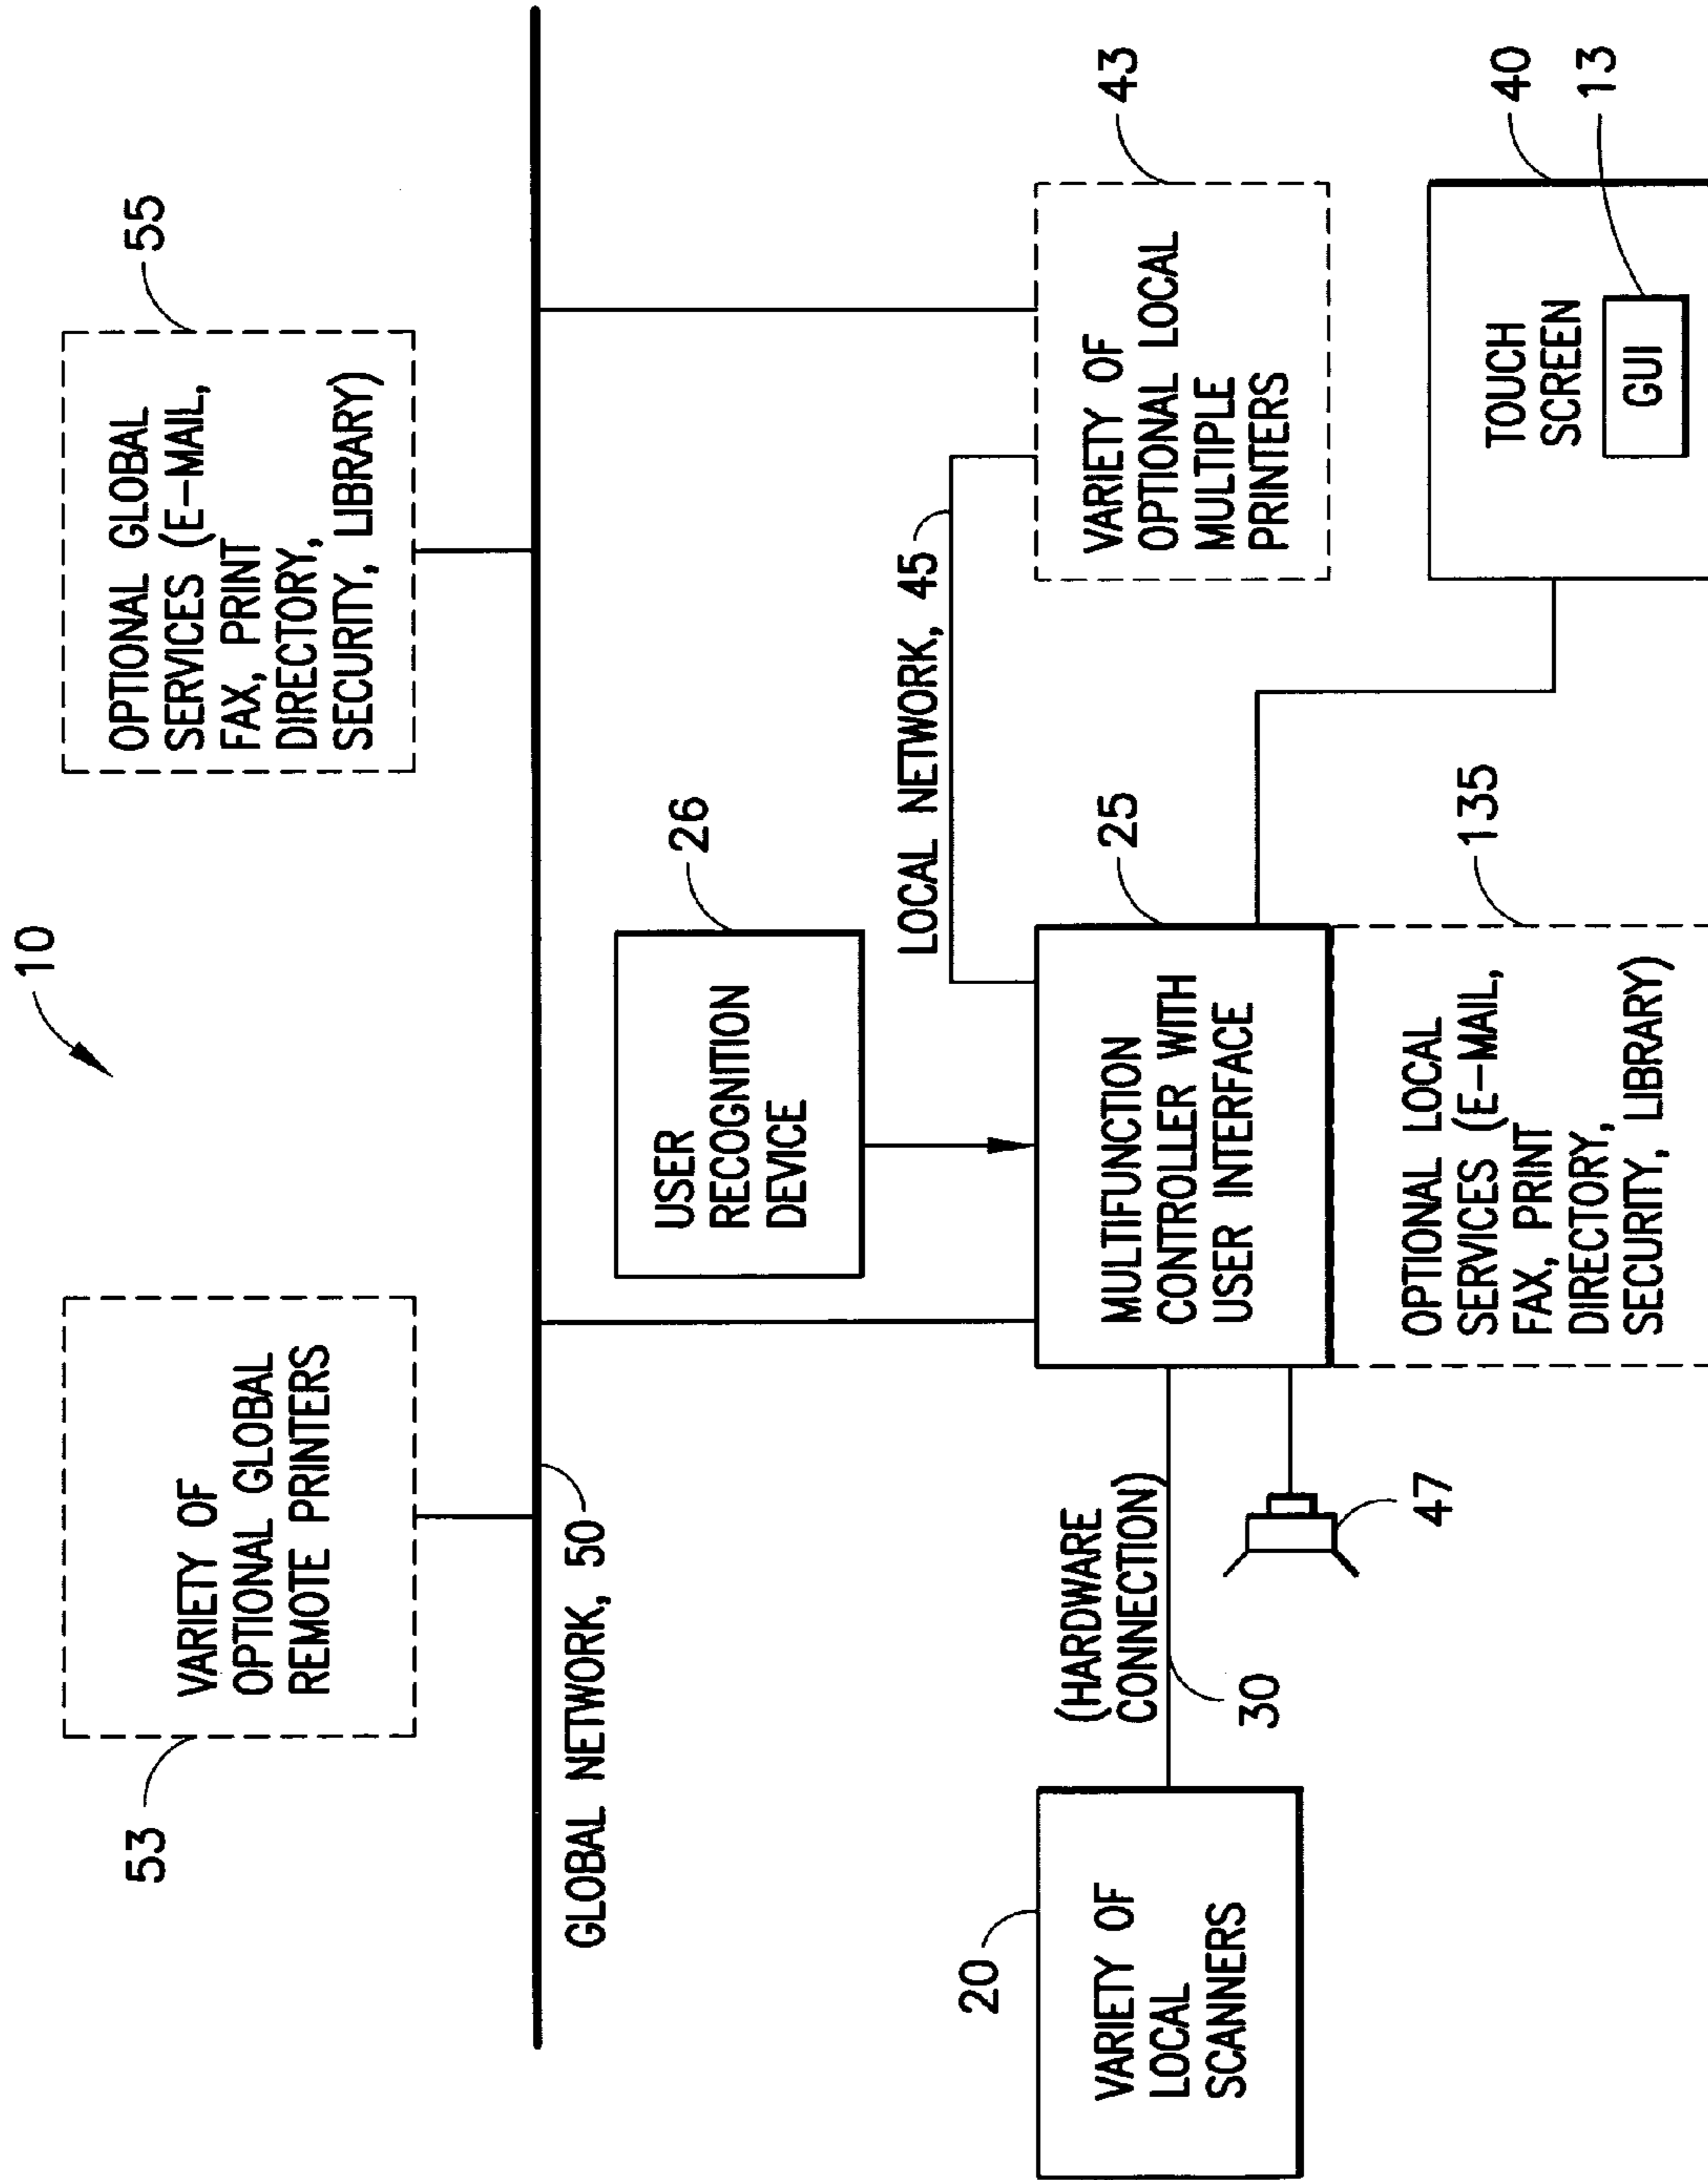 10
53
VARIETY OF
OPTIONAL GLOBAL
REMOTE PRINTERS
55
OPTIONAL GLOBAL
SERVICES (E-MAIL,
FAX, PRINT
DIRECTORY,
SECURITY, LIBRARY)
GLOBAL NETWORK, 50
26
USER
RECOGNITION
DEVICE
LOCAL NETWORK, 45
20
VARIETY OF
LOCAL
SCANNERS
(HARDWARE
CONNECTION)
30
47
25
MULTIFUNCTION
CONTROLLER WITH
USER INTERFACE
43
VARIETY OF
OPTIONAL LOCAL
MULTIPLE
PRINTERS
135
OPTIONAL LOCAL
SERVICES (E-MAIL,
FAX, PRINT
DIRECTORY,
SECURITY, LIBRARY)
40
TOUCH
SCREEN
13
GUI